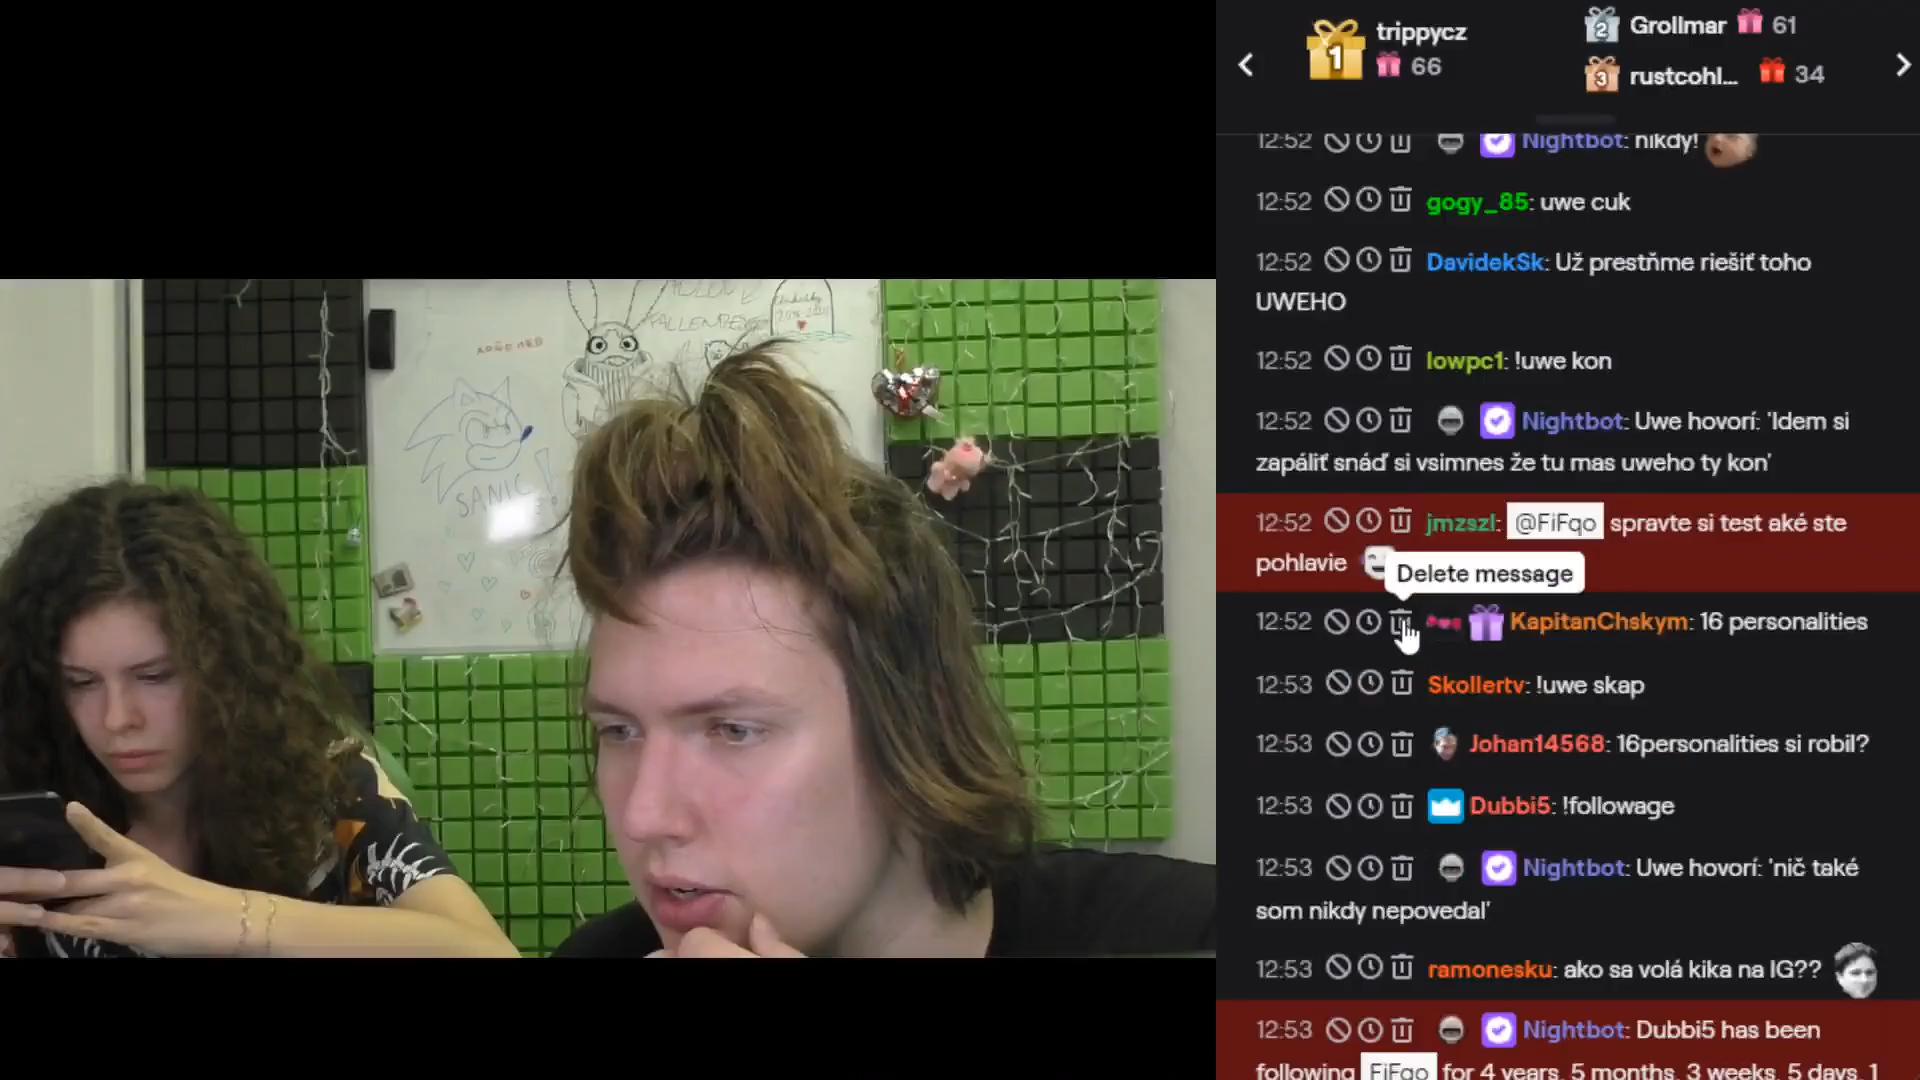 trippycz
66
Grollmar 61
rustcohl... 34
1
2
3
12:52 Nightbot: nikdy!
12:52 gogy_85: uwe cuk
12:52 DavidekSk: Už prestňme riešiť toho
UWEHO
12:52 lowpc1: !uwe kon
12:52 Nightbot: Uwe hovorí: 'Idem si
zapáliť snáď si vsimnes že tu mas uweho ty kon'
12:52 jmzszl: @FiFqo spravte si test aké ste
pohlavie
Delete message
12:52 KapitanChskym: 16 personalities
12:53 Skollertv: !uwe skap
12:53 Johan14568: 16personalities si robil?
12:53 Dubbi5: !followage
12:53 Nightbot: Uwe hovorí: 'nič také
som nikdy nepovedal'
12:53 ramonesku: ako sa volá kika na IG??
12:53 Nightbot: Dubbi5 has been
following FiFqo for 4 years, 5 months, 3 weeks, 5 days, 1
SANIC!